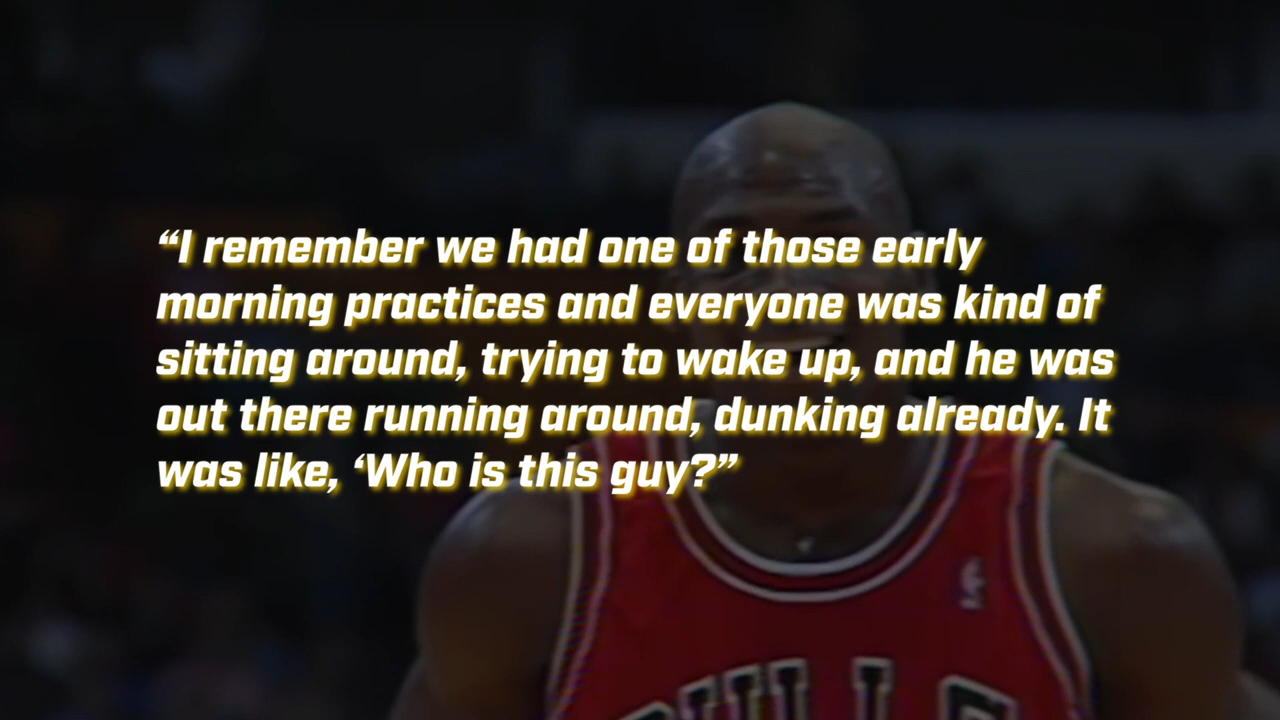 “I remember we had one of those early
morning practices and everyone was kind of
sitting around, trying to wake up, and he was
out there running around, dunking already. It
was like, ‘Who is this guy?”
BULLS